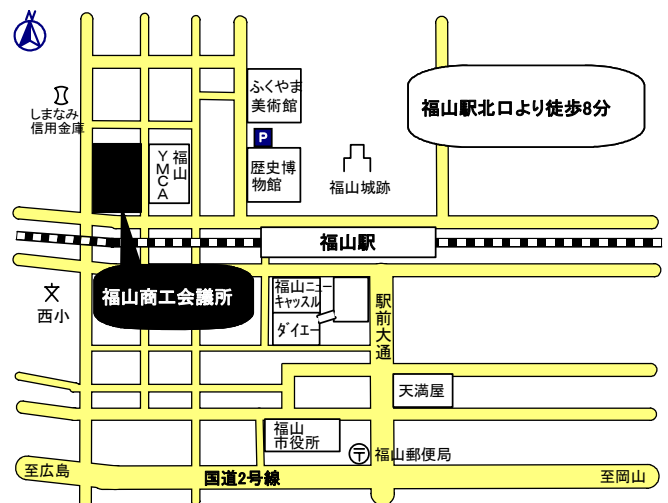 ふくやま
美術館
しまなみ
信用金庫
福山駅北口より徒歩8分
P
福山
YMCA
歴史博
物館
福山城跡
福山駅
福山商工会議所
福山ニュー
キャッスル
ダイエー
駅前大通
文
西小
天満屋
福山
市役所
〒福山郵便局
至広島
国道2号線
至岡山